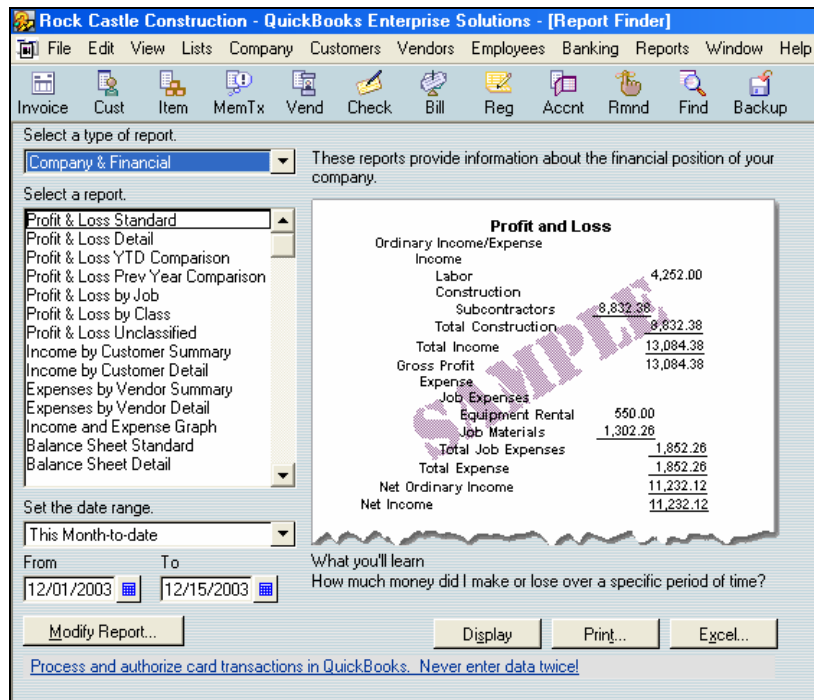 Rock Castle Construction - QuickBooks Enterprise Solutions - [Report Finder]
File Edit View Lists Company Customers Vendors Employees Banking Reports Window Help
Invoice Cust Item MemTx Vend Check Bill Reg Accnt Rmnd Find Backup
Select a type of report.
Company & Financial
These reports provide information about the financial position of your
company.
Select a report.
Profit & Loss Standard
Profit & Loss Detail
Profit & Loss YTD Comparison
Profit & Loss Prev Year Comparison
Profit & Loss by Job
Profit & Loss by Class
Profit & Loss Unclassified
Income by Customer Summary
Income by Customer Detail
Expenses by Vendor Summary
Expenses by Vendor Detail
Income and Expense Graph
Balance Sheet Standard
Balance Sheet Detail
Profit and Loss
Ordinary Income/Expense
Income
Labor 4,252.00
Construction
Subcontractors 8,832.38
Total Construction 8,832.38
Total Income 13,084.38
Gross Profit 13,084.38
Expense
Job Expenses
Equipment Rental 550.00
Job Materials 1,302.26
Total Job Expenses 1,852.26
Total Expense 1,852.26
Net Ordinary Income 11,232.12
Net Income 11,232.12
SAMPLE
Set the date range.
This Month-to-date
From To
12/01/2003 12/15/2003
What you'll learn
How much money did I make or lose over a specific period of time?
Modify Report... Display Print... Excel...
Process and authorize card transactions in QuickBooks. Never enter data twice!